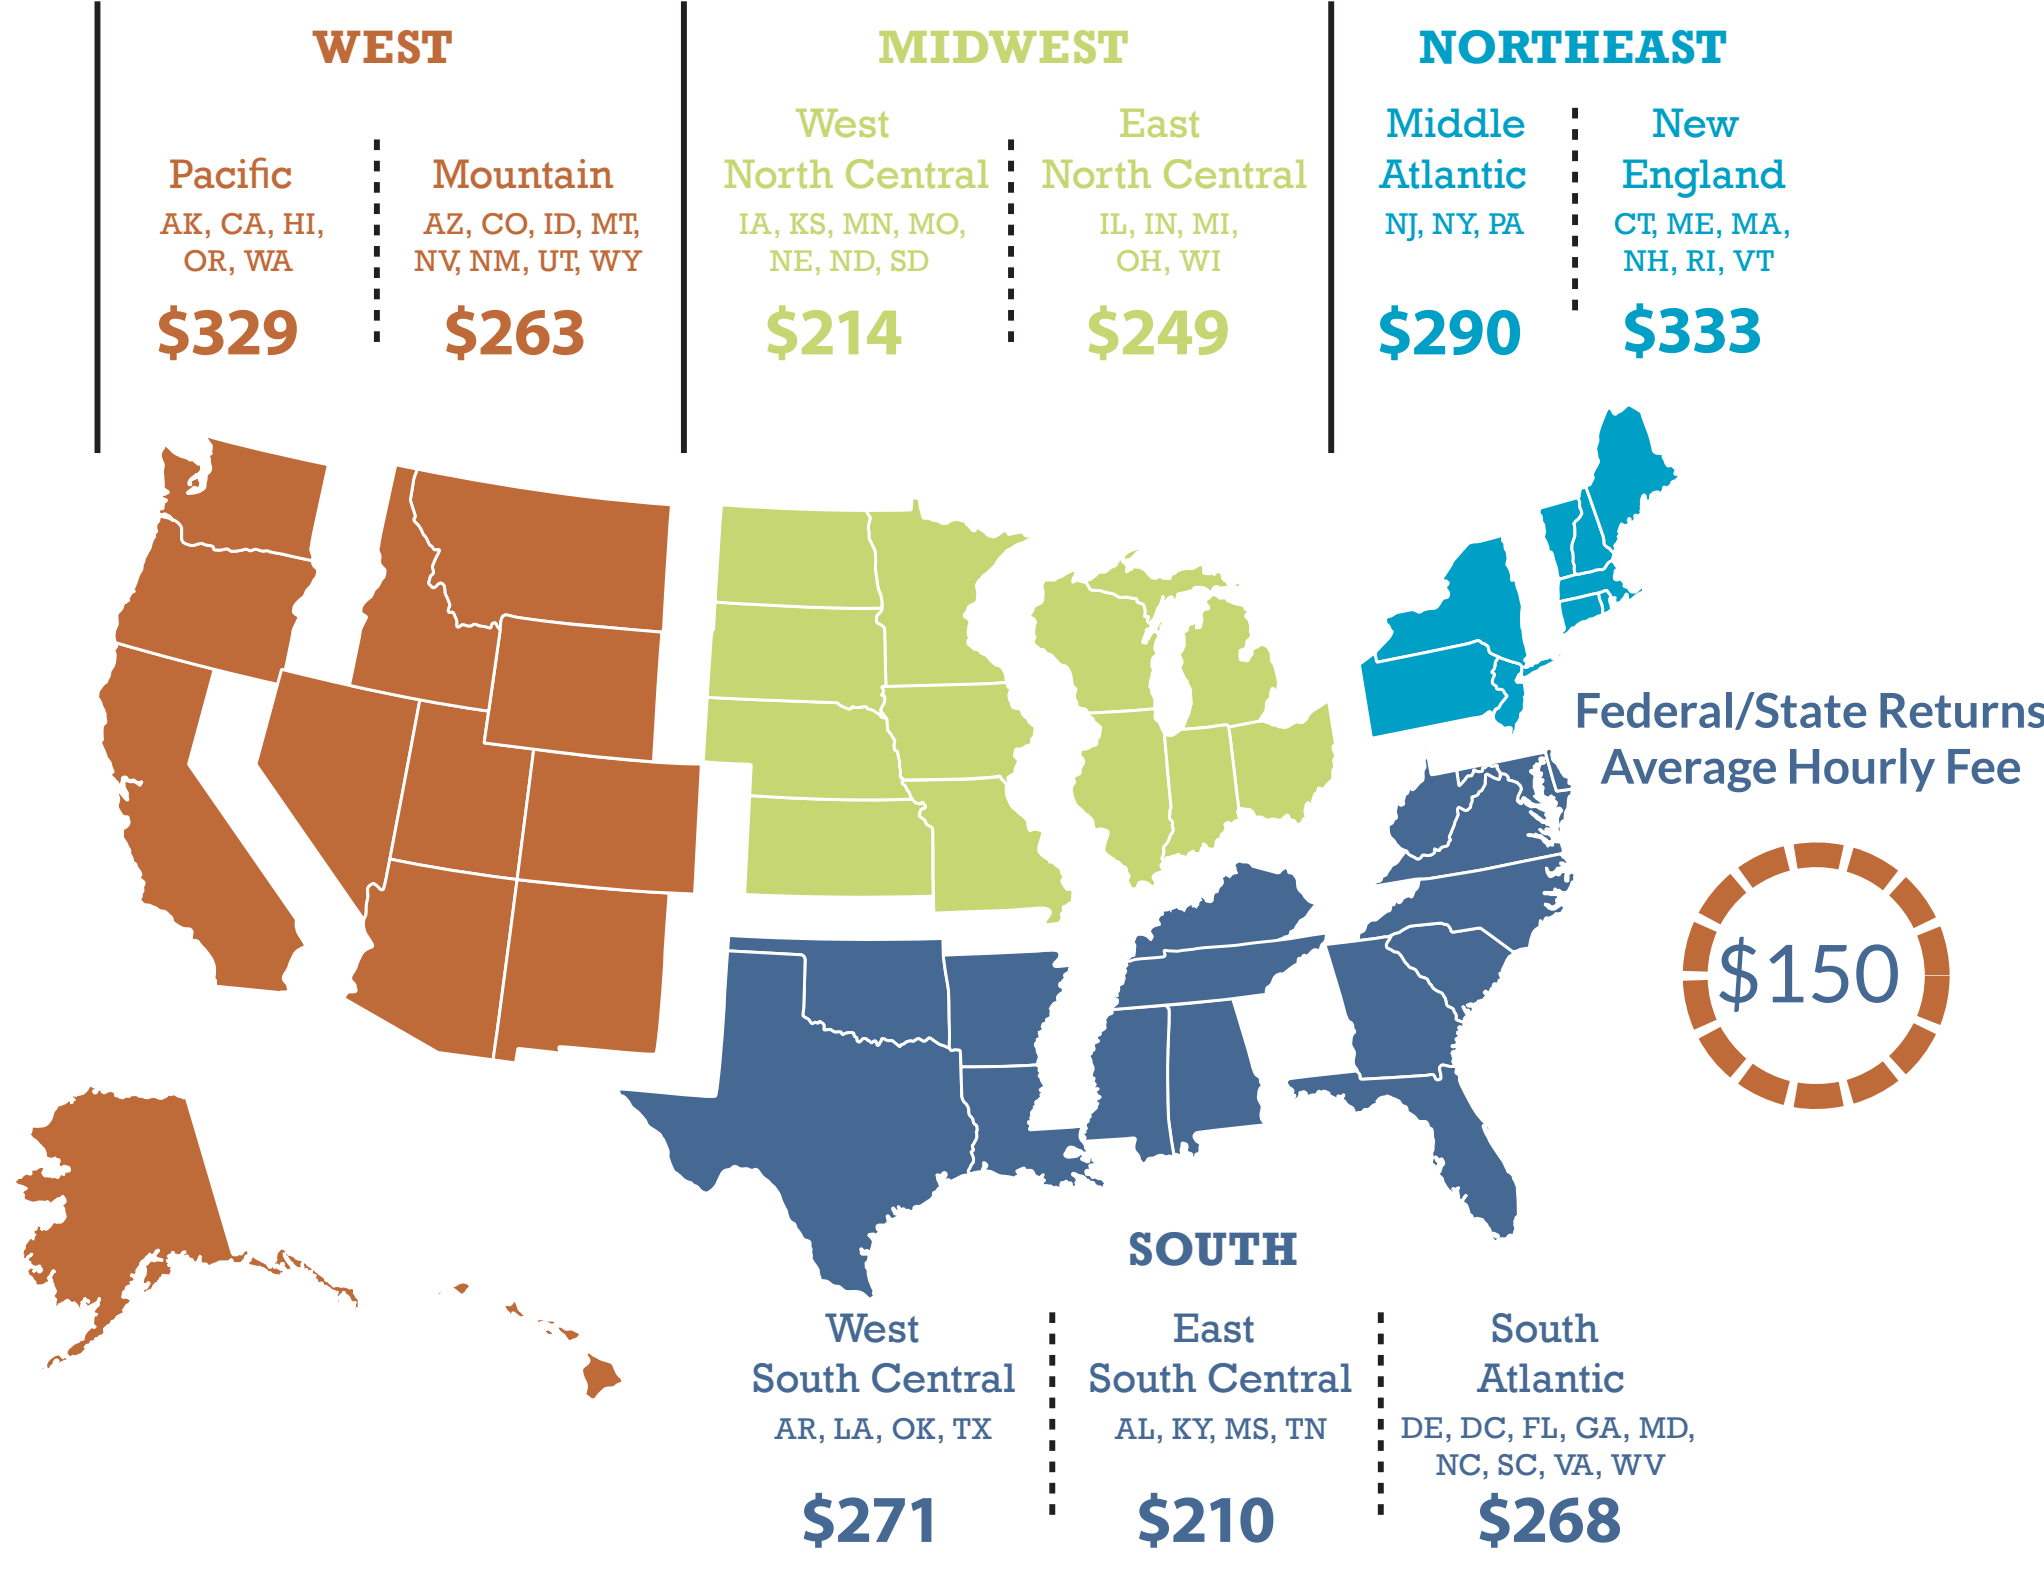 WEST
Pacific
AK, CA, HI,
OR, WA
$329
Mountain
AZ, CO, ID, MT,
NV, NM, UT, WY
$263
MIDWEST
West
North Central
IA, KS, MN, MO,
NE, ND, SD
$214
East
North Central
IL, IN, MI,
OH, WI
$249
NORTHEAST
Middle
Atlantic
NJ, NY, PA
$290
New
England
CT, ME, MA,
NH, RI, VT
$333
Federal/State Returns
Average Hourly Fee
$150
SOUTH
West
South Central
AR, LA, OK, TX
$271
East
South Central
AL, KY, MS, TN
$210
South
Atlantic
DE, DC, FL, GA, MD,
NC, SC, VA, WV
$268